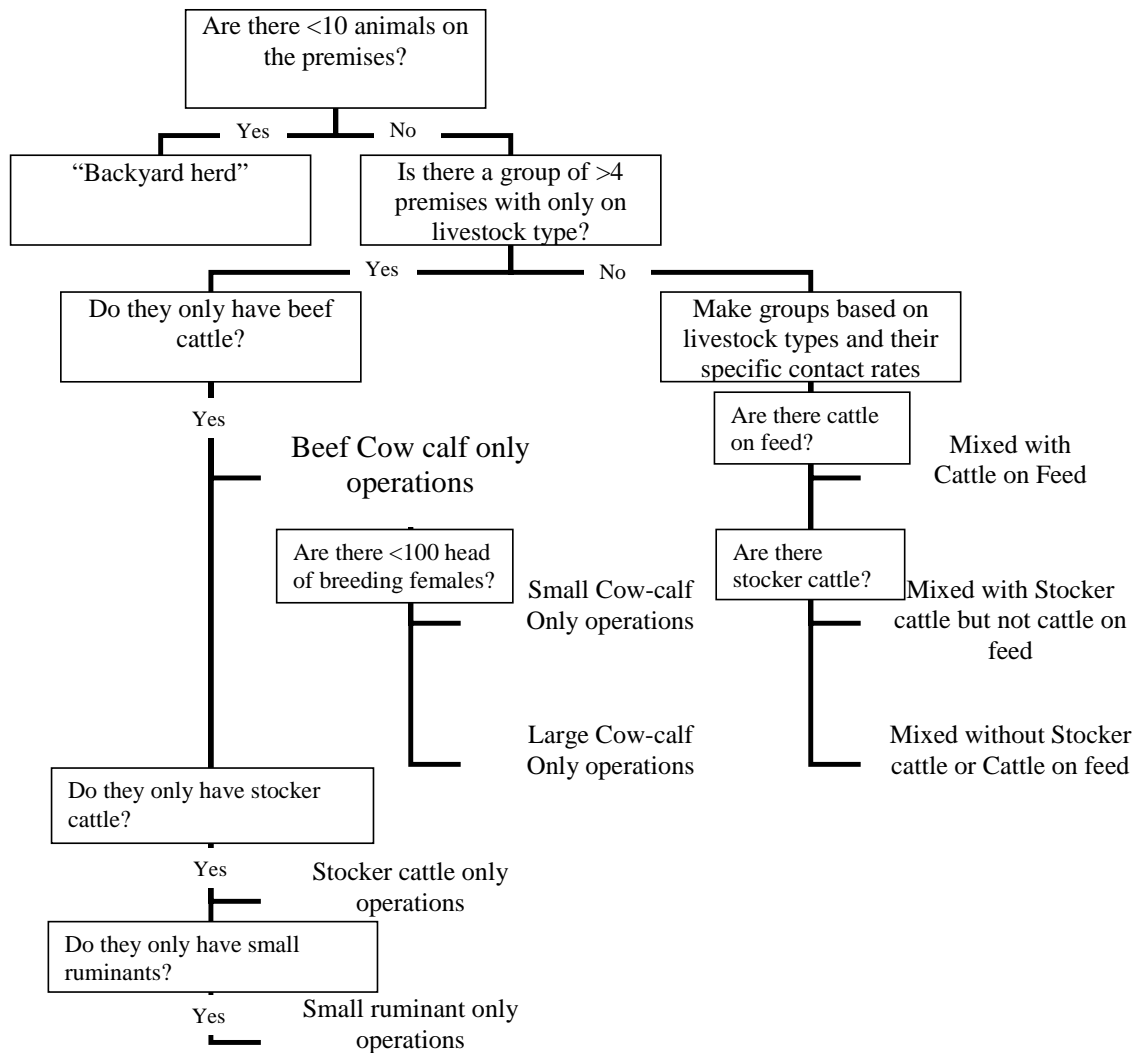 Are there <10 animals on
the premises?
Yes
No
“Backyard herd”
Is there a group of >4
premises with only on
livestock type?
Yes
No
Do they only have beef
cattle?
Make groups based on
livestock types and their
specific contact rates
Yes
Are there cattle
on feed?
Beef Cow calf only
operations
Mixed with
Cattle on Feed
Are there <100 head
of breeding females?
Are there
stocker cattle?
Small Cow-calf
Only operations
Mixed with Stocker
cattle but not cattle on
feed
Large Cow-calf
Only operations
Mixed without Stocker
cattle or Cattle on feed
Do they only have stocker
cattle?
Yes
Stocker cattle only
operations
Do they only have small
ruminants?
Yes
Small ruminant only
operations